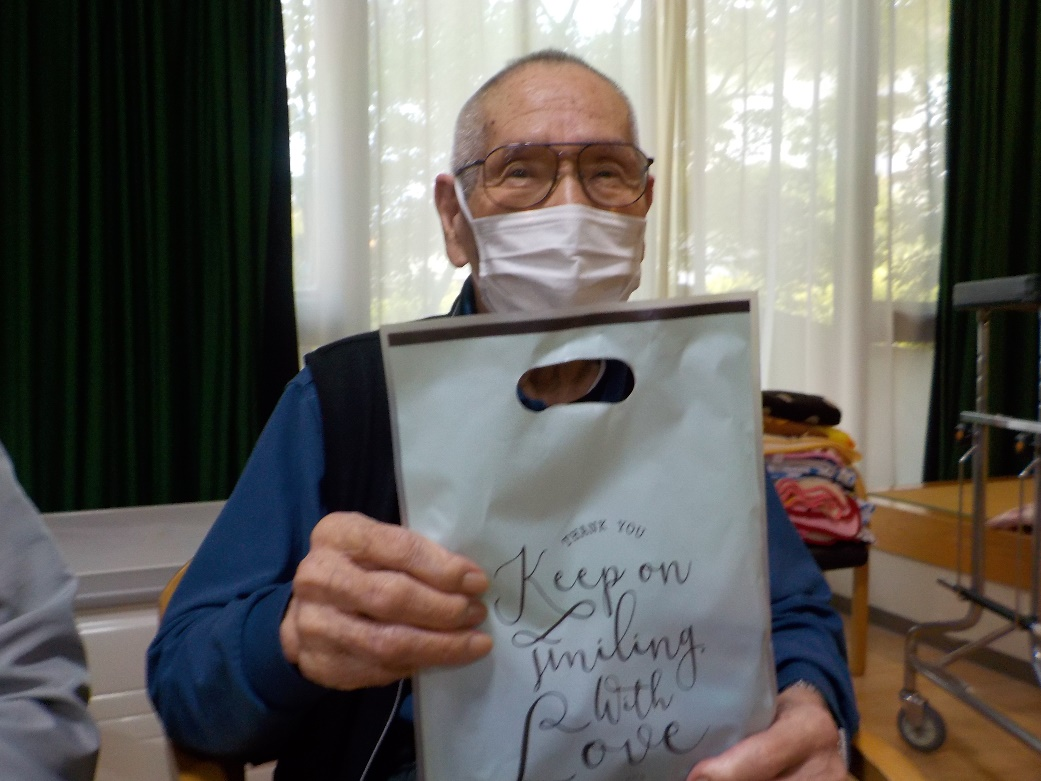 THANK YOU
Keep on
smiling
With
Love